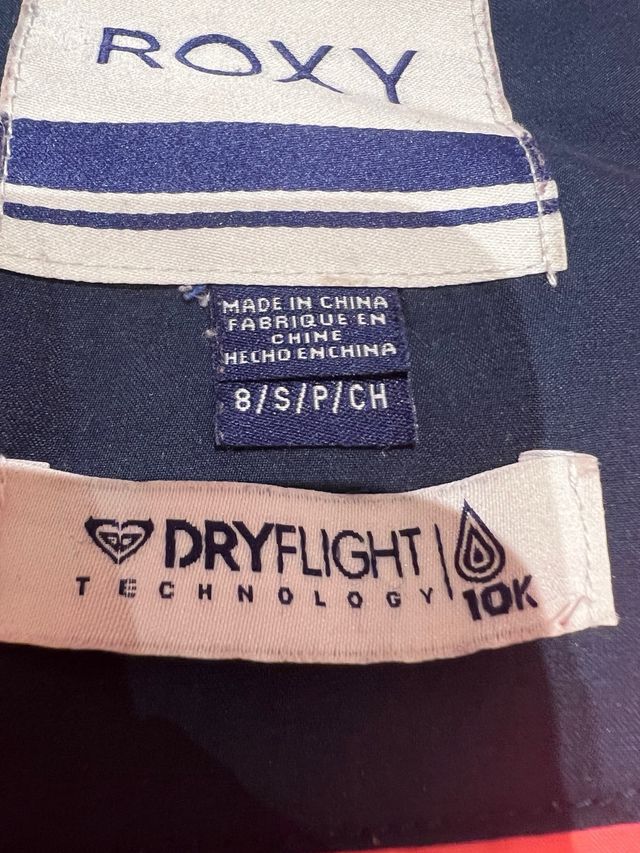 ROXY
MADE IN CHINA
FABRIQUE EN
CHINE
HECHO EN CHINA
8/S/P/CH
DRYFLIGHT
TECHNOLOGY
10K